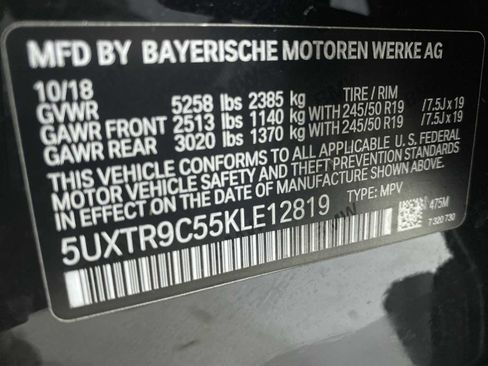 MFD BY BAYERISCHE MOTOREN WERKE AG
10/18 TIRE / RIM
GVWR 5258 lbs 2385 kg
GAWR FRONT 2513 lbs 1140 kg WITH 245/50 R19 /7.5J x 19
GAWR REAR 3020 lbs 1370 kg WITH 245/50 R19 /7.5J x 19
THIS VEHICLE CONFORMS TO ALL APPLICABLE U.S. FEDERAL
MOTOR VEHICLE SAFETY AND THEFT PREVENTION STANDARDS
IN EFFECT ON THE DATE OF MANUFACTURE SHOWN ABOVE.
5UXTR9C55KLE12819 TYPE: MPV 475M
7 320 730